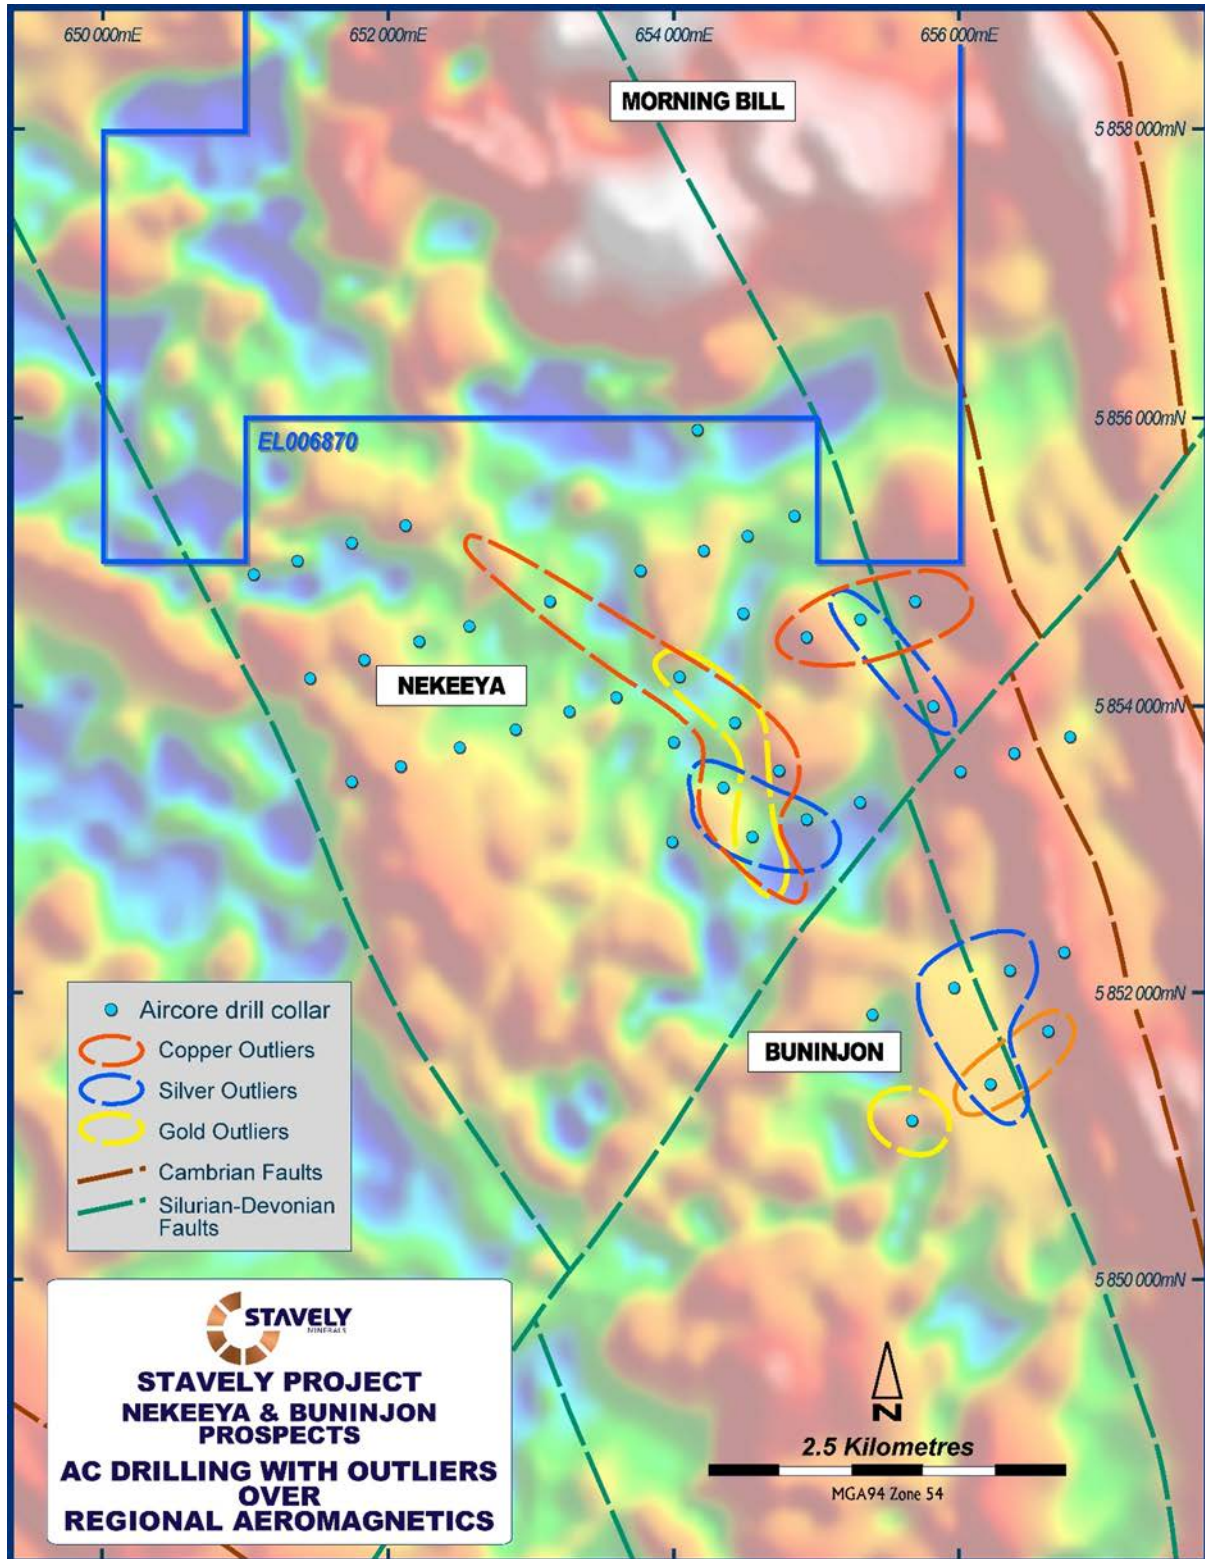 650 000mE
652 000mE
654 000mE
656 000mE
MORNING BILL
5 858 000mN
5 856 000mN
EL006870
NEKEEYA
5 854 000mN
5 852 000mN
BUNINJON
Aircore drill collar
Copper Outliers
Silver Outliers
Gold Outliers
Cambrian Faults
Silurian-Devonian
Faults
5 850 000mN
STAVELY
MINERALS
STAVELY PROJECT
NEKEEYA & BUNINJON
PROSPECTS
AC DRILLING WITH OUTLIERS
OVER
REGIONAL AEROMAGNETICS
N
2.5 Kilometres
MGA94 Zone 54